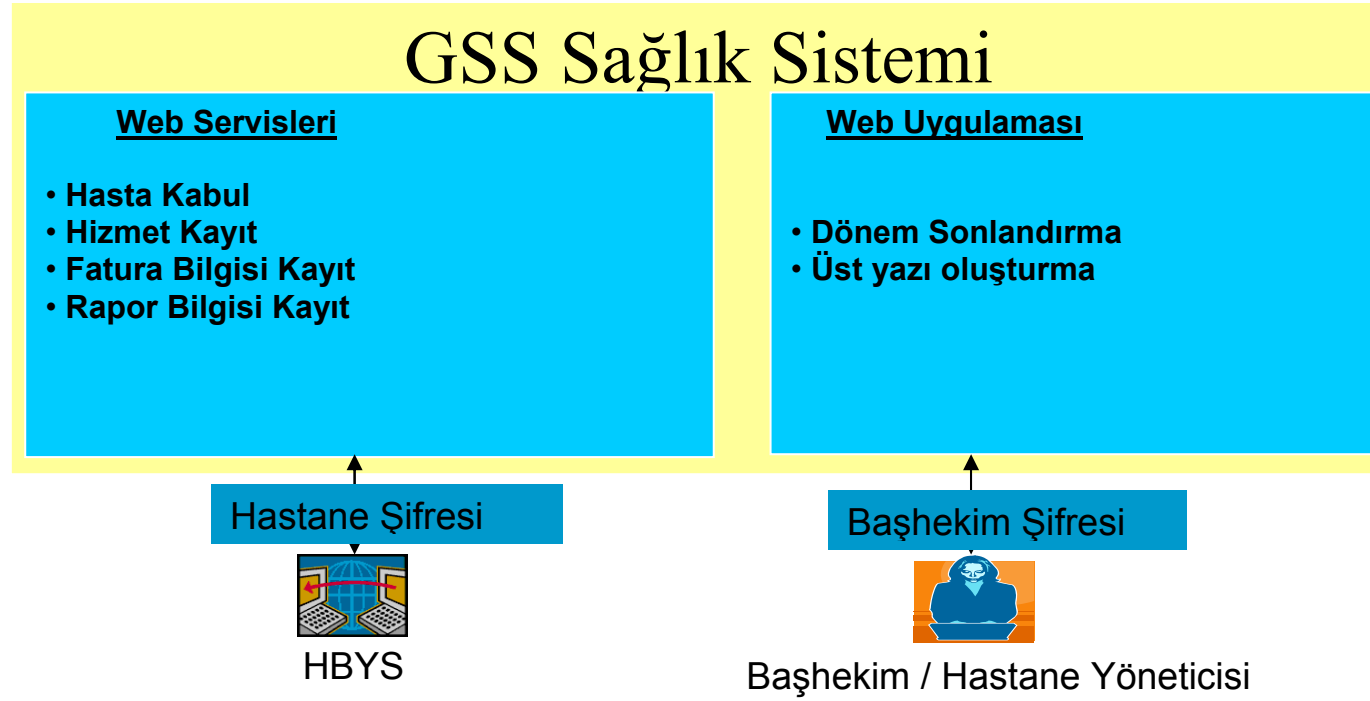 GSS Sağlık Sistemi
Web Servisleri
• Hasta Kabul
• Hizmet Kayıt
• Fatura Bilgisi Kayıt
• Rapor Bilgisi Kayıt
Web Uygulaması
• Dönem Sonlandırma
• Üst yazı oluşturma
Hastane Şifresi
Başhekim Şifresi
HBYS
Başhekim / Hastane Yöneticisi